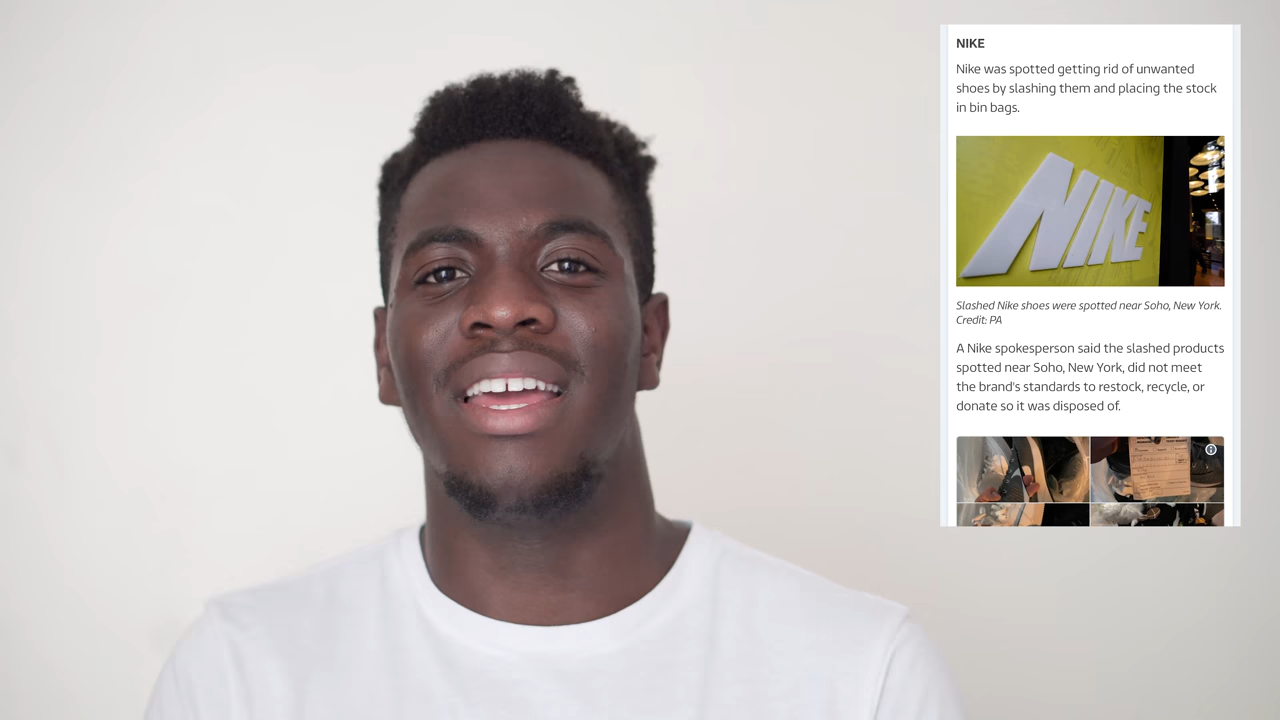 NIKE
Nike was spotted getting rid of unwanted
shoes by slashing them and placing the stock
in bin bags.
NIKE
Slashed Nike shoes were spotted near Soho, New York.
Credit: PA
A Nike spokesperson said the slashed products
spotted near Soho, New York, did not meet
the brand's standards to restock, recycle, or
donate so it was disposed of.